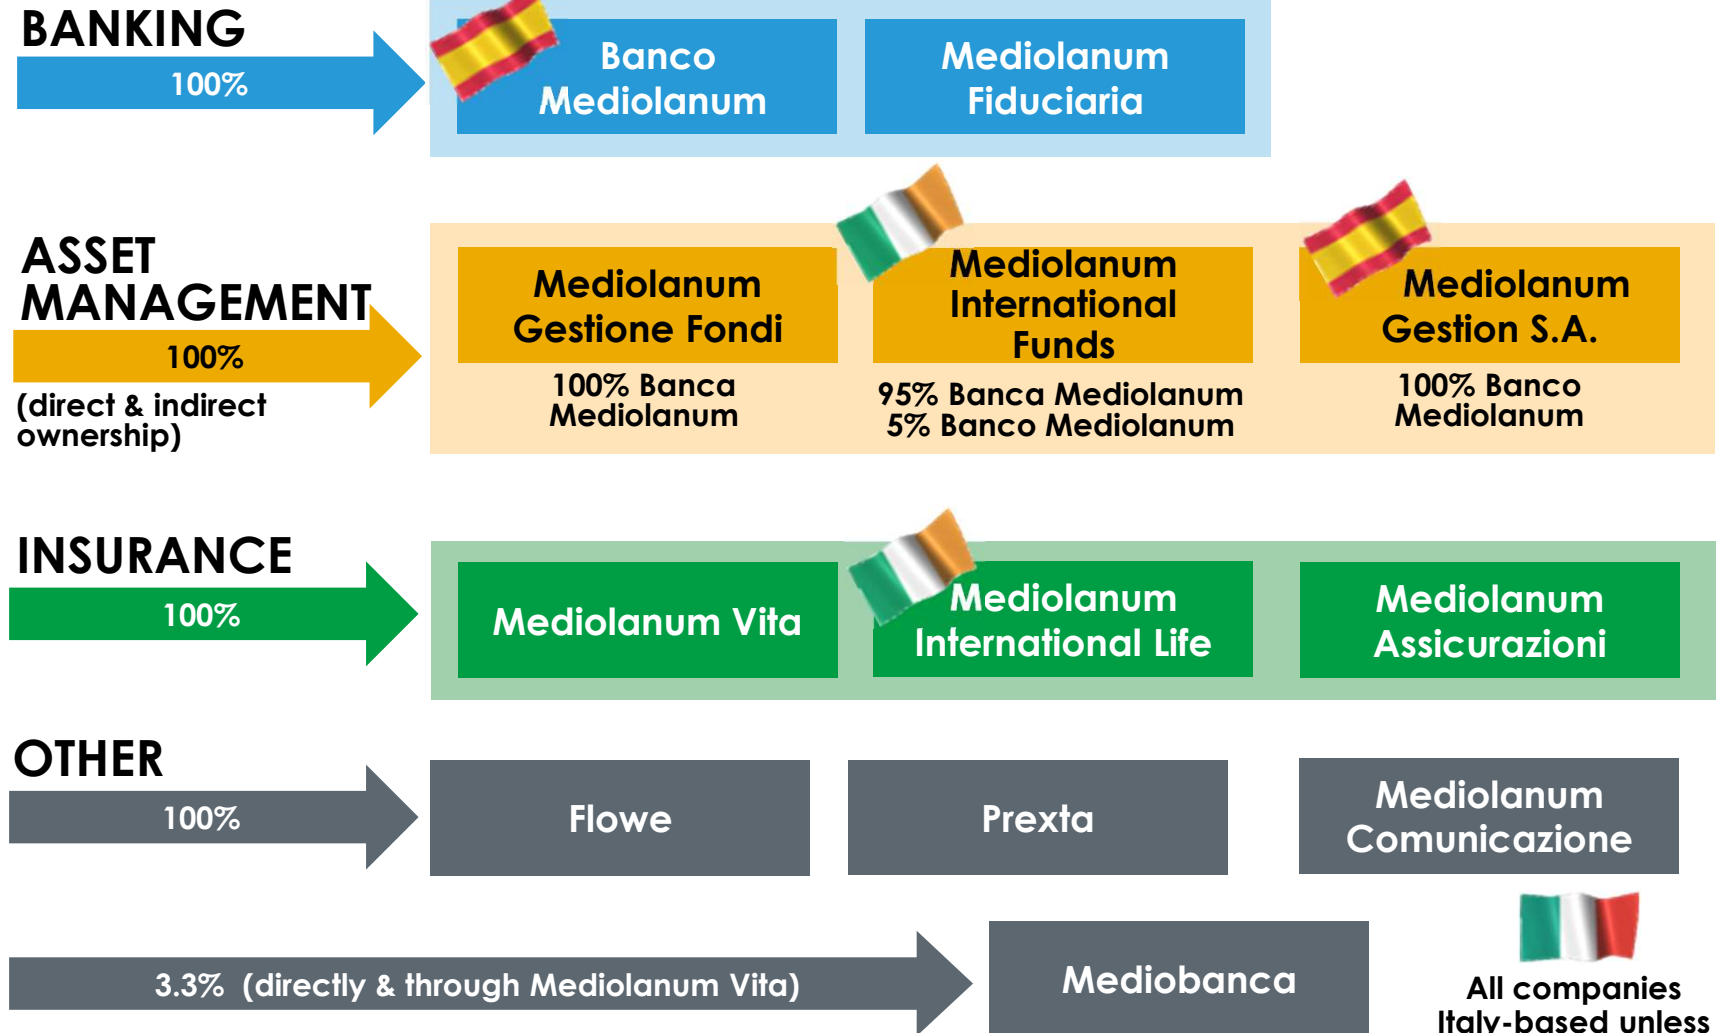 BANKING
100%
Banco
Mediolanum
Mediolanum
Fiduciaria
ASSET
MANAGEMENT
100%
(direct & indirect
ownership)
Mediolanum
Gestione Fondi
100% Banca
Mediolanum
Mediolanum
International
Funds
95% Banca Mediolanum
5% Banco Mediolanum
Mediolanum
Gestion S.A.
100% Banco
Mediolanum
INSURANCE
100%
Mediolanum Vita
Mediolanum
International Life
Mediolanum
Assicurazioni
OTHER
100%
Flowe
Prexta
Mediolanum
Comunicazione
3.3% (directly & through Mediolanum Vita)
Mediobanca
All companies
Italy-based unless